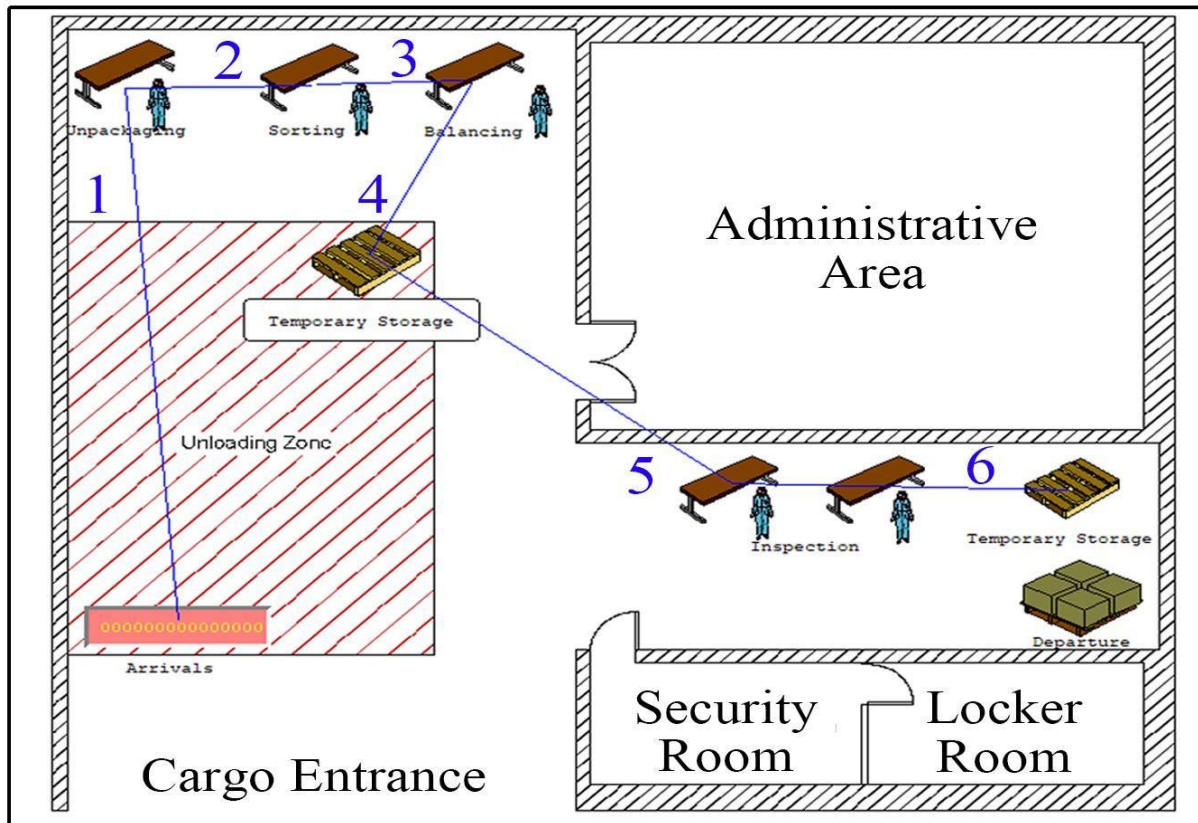 2
3
Unpackaging
Sorting
Balancing
1
4
Administrative
Area
Temporary Storage
Unloading Zone
5
6
Inspection
Temporary Storage
Departure
0000000000000000
Arrivals
Security
Room
Locker
Room
Cargo Entrance